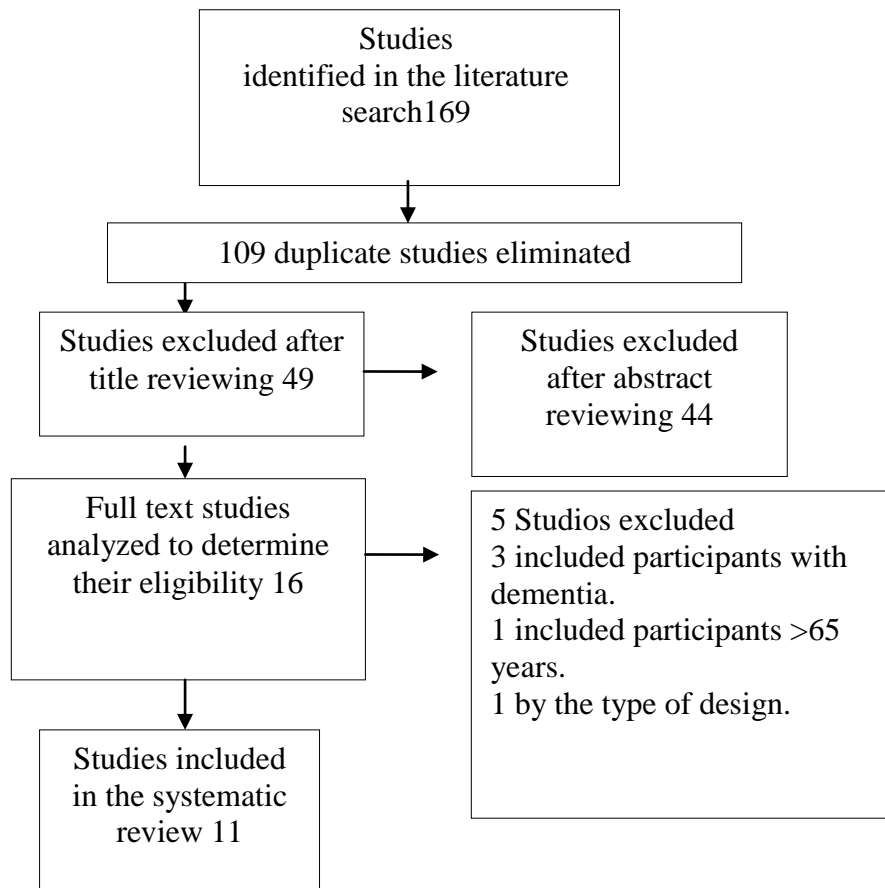 Studies
identified in the literature
search169
109 duplicate studies eliminated
Studies excluded after
title reviewing 49
Studies excluded
after abstract
reviewing 44
Full text studies
analyzed to determine
their eligibility 16
5 Studios excluded
3 included participants with
dementia.
1 included participants >65
years.
1 by the type of design.
Studies included
in the systematic
review 11